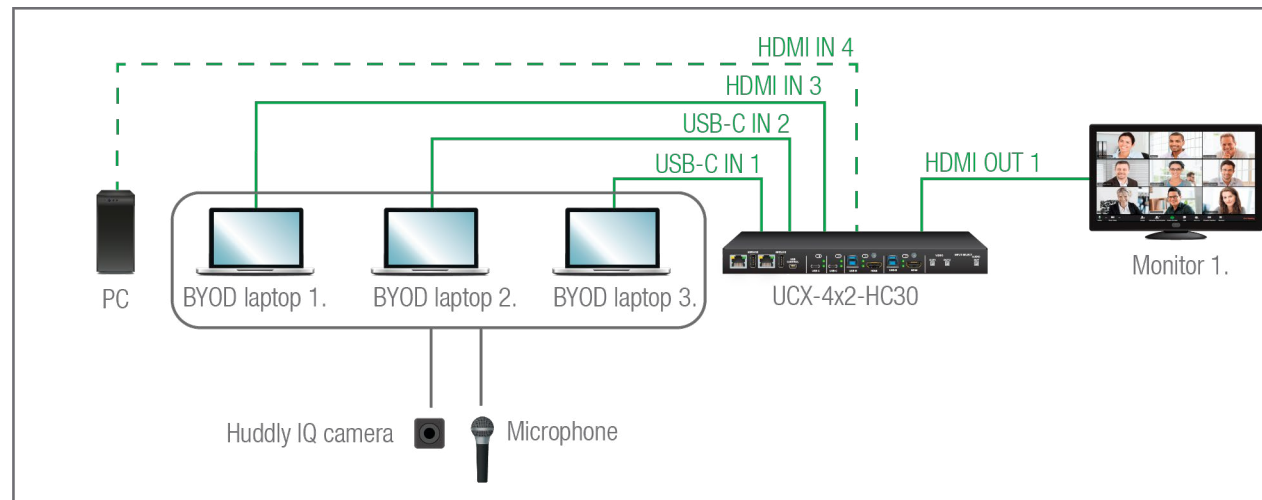 HDMI IN 4
HDMI IN 3
USB-C IN 2
USB-C IN 1
HDMI OUT 1
PC
BYOD laptop 1.
BYOD laptop 2.
BYOD laptop 3.
UCX-4x2-HC30
Monitor 1.
Huddly IQ camera
Microphone